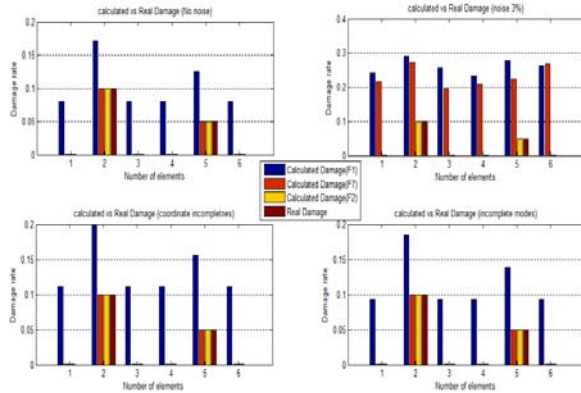 calculated vs Real Damage (No noise)
Damage rate
0.2
0.15
0.1
0.05
0
1 2 3 4 5 6
Number of elements
calculated vs Real Damage (noise 3%)
Damage rate
0.4
0.3
0.2
0.1
0
1 2 3 4 5 6
Number of elements
Calculated Damage(F1)
Calculated Damage(F7)
Calculated Damage(F2)
Real Damage
calculated vs Real Damage (coordinate incompletnes)
Damage rate
0.2
0.15
0.1
0.05
0
1 2 3 4 5 6
Number of elements
calculated vs Real Damage (incomplete modes)
Damage rate
0.2
0.15
0.1
0.05
0
1 2 3 4 5 6
Number of elements